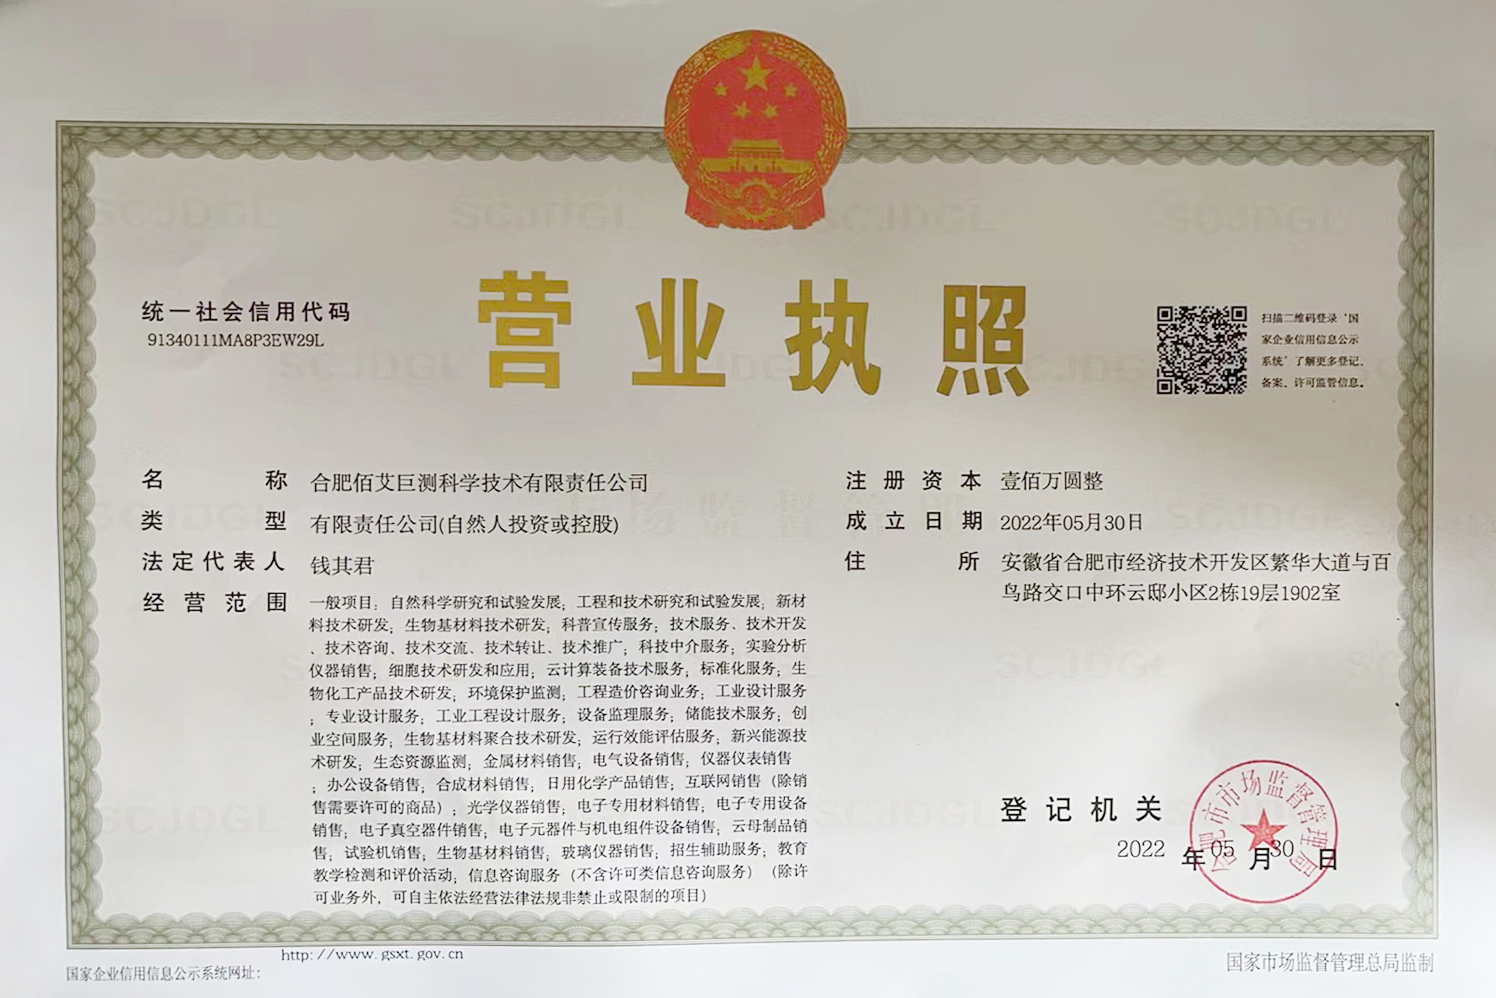 营业执照
统一社会信用代码
91340111MA8P3EW29L
扫描二维码登录‘国
家企业信用信息公示
系统’了解更多登记、
备案、许可监管信息。
名称 合肥佰艾巨测科学技术有限责任公司
类型 有限责任公司(自然人投资或控股)
法定代表人 钱其君
经营范围 一般项目：自然科学研究和试验发展；工程和技术研究和试验发展；新材
料技术研发；生物基材料技术研发；科普宣传服务；技术服务、技术开发
、技术咨询、技术交流、技术转让、技术推广；科技中介服务；实验分析
仪器销售；细胞技术研发和应用；云计算装备技术服务；标准化服务；生
物化工产品技术研发；环境保护监测；工程造价咨询业务；工业设计服务
；专业设计服务；工业工程设计服务；设备监理服务；储能技术服务；创
业空间服务；生物基材料聚合技术研发；运行效能评估服务；新兴能源技
术研发；生态资源监测；金属材料销售；电气设备销售；仪器仪表销售
；办公设备销售；合成材料销售；日用化学产品销售；互联网销售（除销
售需要许可的商品）；光学仪器销售；电子专用材料销售；电子专用设备
销售；电子真空器件销售；电子元器件与机电组件设备销售；云母制品销
售；试验机销售；生物基材料销售；玻璃仪器销售；招生辅助服务；教育
教学检测和评价活动；信息咨询服务（不含许可类信息咨询服务）（除许
可业务外，可自主依法经营法律法规非禁止或限制的项目）
注册资本 壹佰万圆整
成立日期 2022年05月30日
住所 安徽省合肥市经济技术开发区繁华大道与百
鸟路交口中环云邸小区2栋19层1902室
登记机关
合肥市市场监督管理局
2022年05月30日
http://www.gsxt.gov.cn
国家企业信用信息公示系统网址：
国家市场监督管理总局监制
SCJDGL